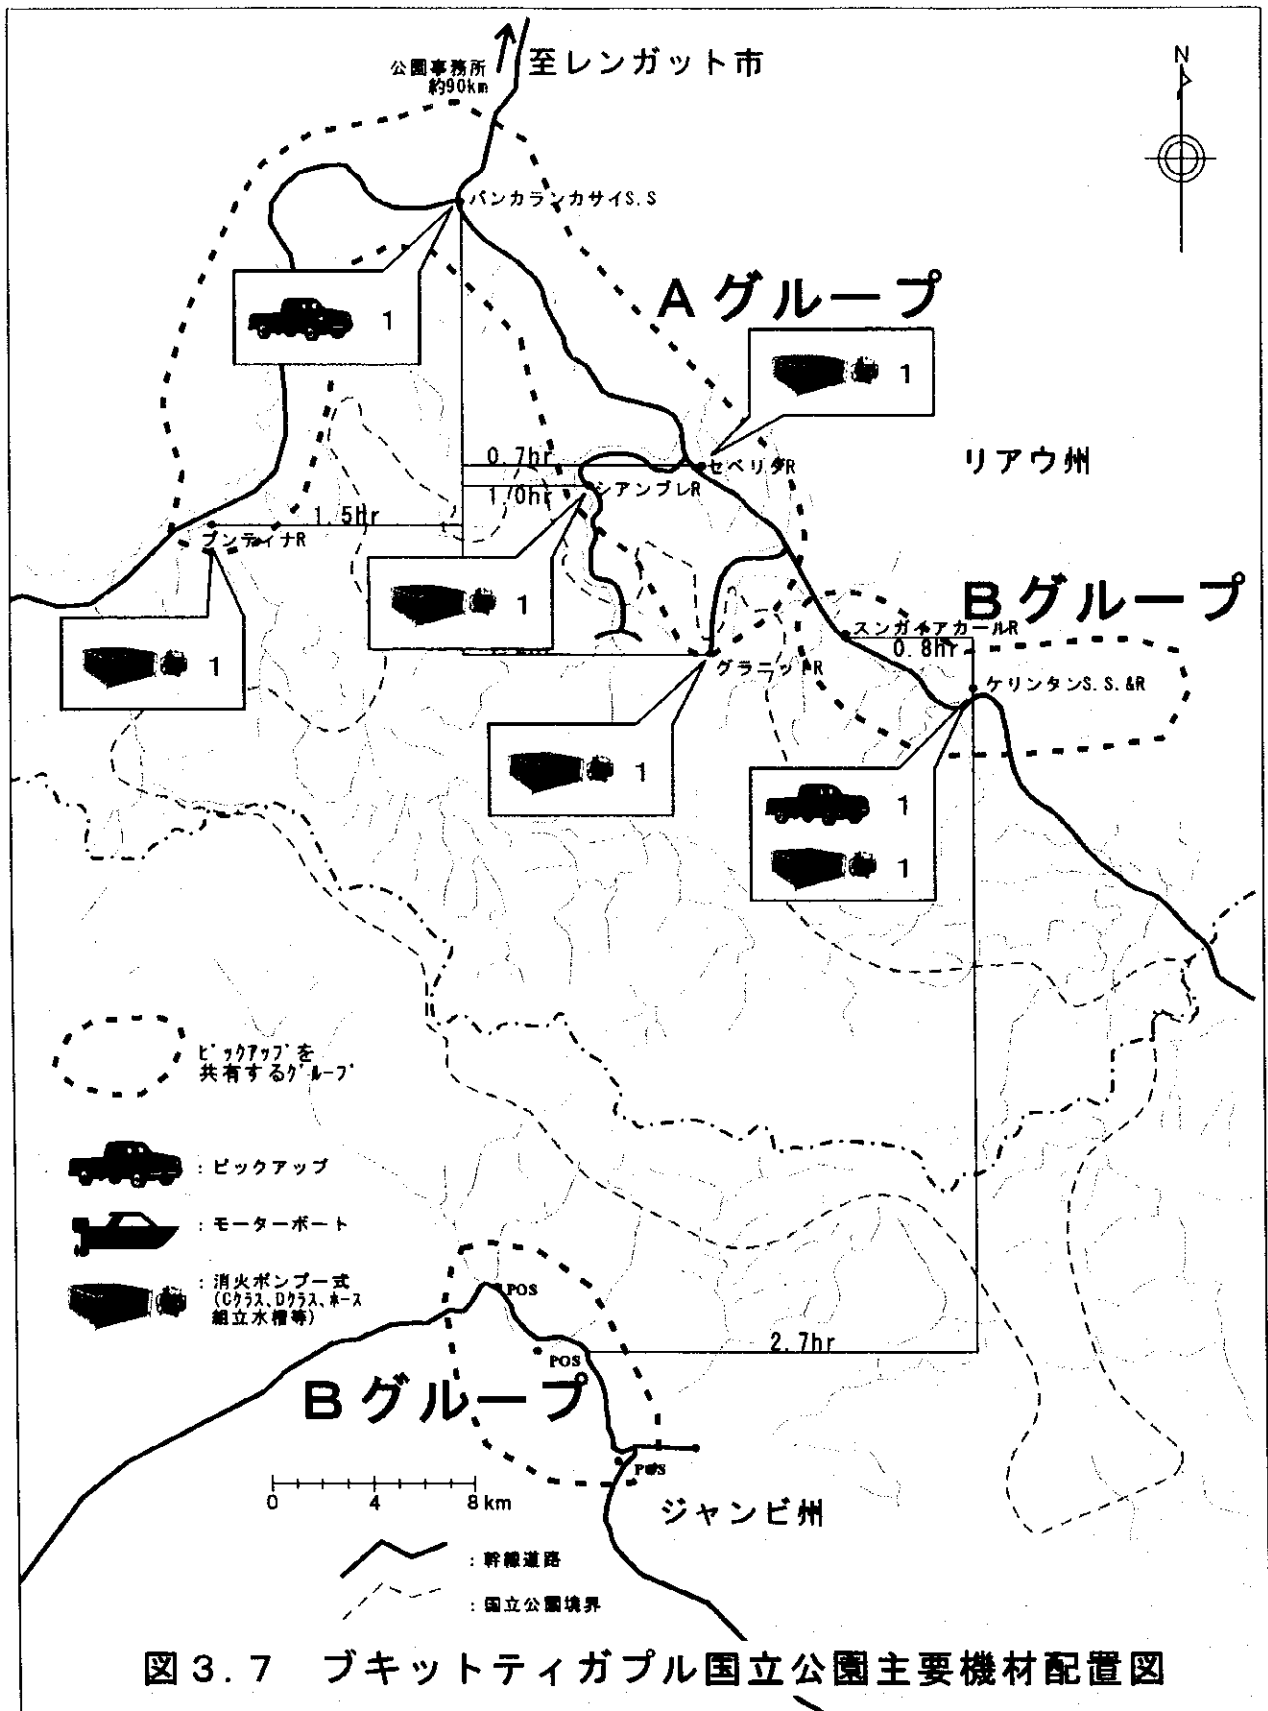 公園事務所
約90km
至レンガット市
N
パンカランカサイS.S
Aグループ
1
1
0.7hr
セベリダR
リアウ州
1.0hr
シアンブレR
1.5hr
プンティナR
Bグループ
1
スンガイアカールR
0.8hr
1
グラニットR
ケリンタンS.S.&R
1
1
1
ピックアップを
共有するグループ
:ピックアップ
:モーターボート
:消火ポンプ一式
(Cクラス、Dクラス、ホース
組立水槽等)
POS
POS
2.7hr
Bグループ
POS
0 4 8km
ジャンビ州
:幹線道路
:国立公園境界
図3.7 ブキットティガプル国立公園主要機材配置図